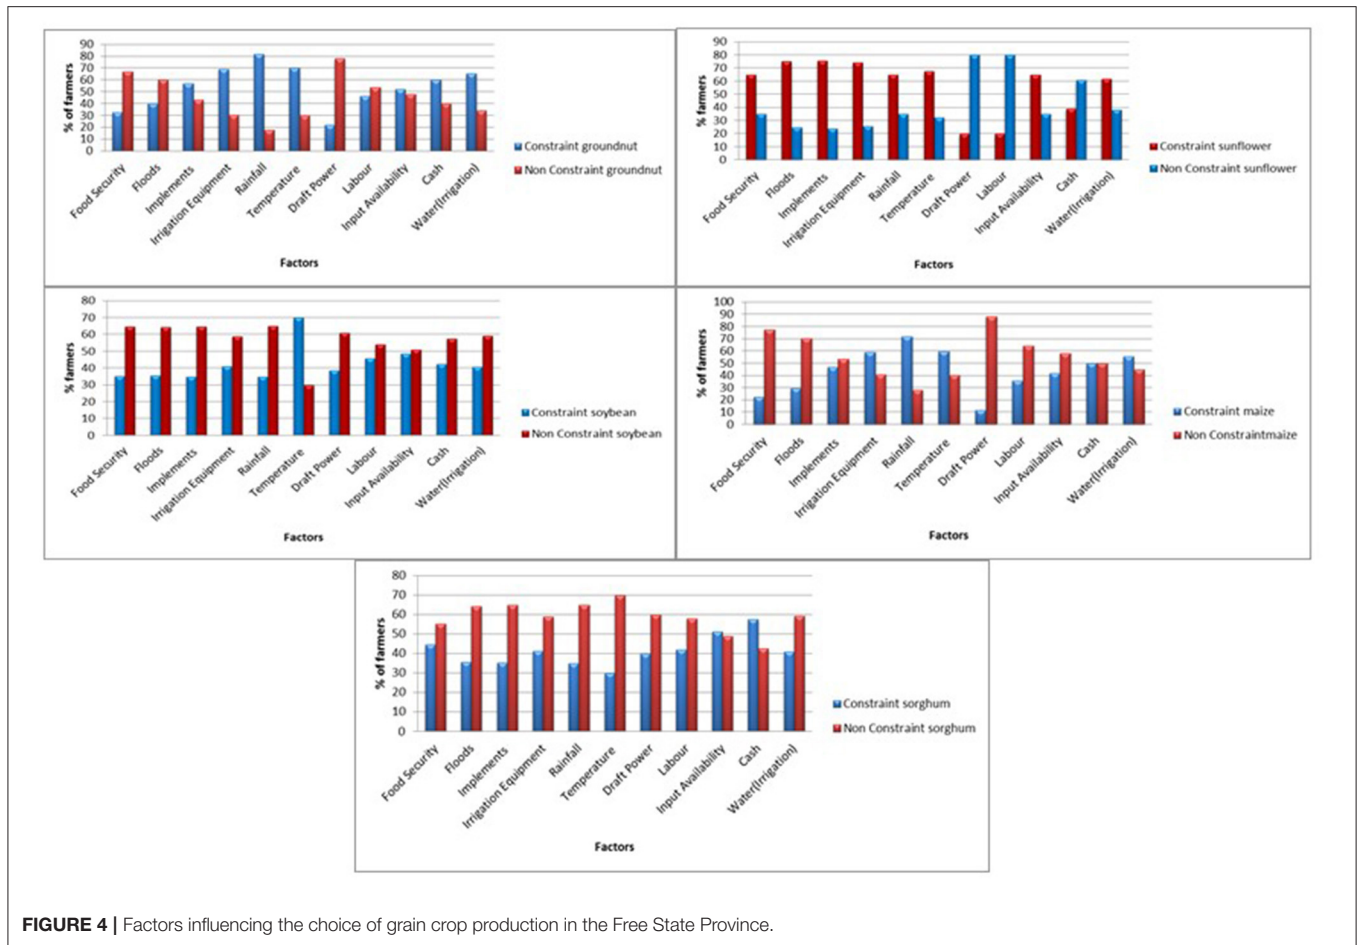 90
80
70
60
50
40
30
20
10
0
% of farmers
Food Security
Floods
Implements
Irrigation Equipment
Rainfall
Temperature
Draft Power
Labour
Input Availability
Cash
Water(Irrigation)
Factors
Constraint groundnut
Non Constraint groundnut
90
80
70
60
50
40
30
20
10
0
% farmers
Food Security
Floods
Implements
Irrigation Equipment
Rainfall
Temperature
Draft Power
Labour
Input Availability
Cash
Water(Irrigation)
Factors
Constraint sunflower
Non Constraint sunflower
80
70
60
50
40
30
20
10
0
% farmers
Food Security
Floods
Implements
Irrigation Equipment
Rainfall
Temperature
Draft Power
Labour
Input Availability
Cash
Water(Irrigation)
Factors
Constraint soybean
Non Constraint soybean
100
90
80
70
60
50
40
30
20
10
0
% of farmers
Food Security
Floods
Implements
Irrigation Equipment
Rainfall
Temperature
Draft Power
Labour
Input Availability
Cash
Water(Irrigation)
Factors
Constraint maize
Non Constraintmaize
80
70
60
50
40
30
20
10
0
% of farmers
Food Security
Floods
Implements
Irrigation Equipment
Rainfall
Temperature
Draft Power
Labour
Input Availability
Cash
Water(Irrigation)
Factors
Constraint sorghum
Non Constraint sorghum
FIGURE 4 | Factors influencing the choice of grain crop production in the Free State Province.